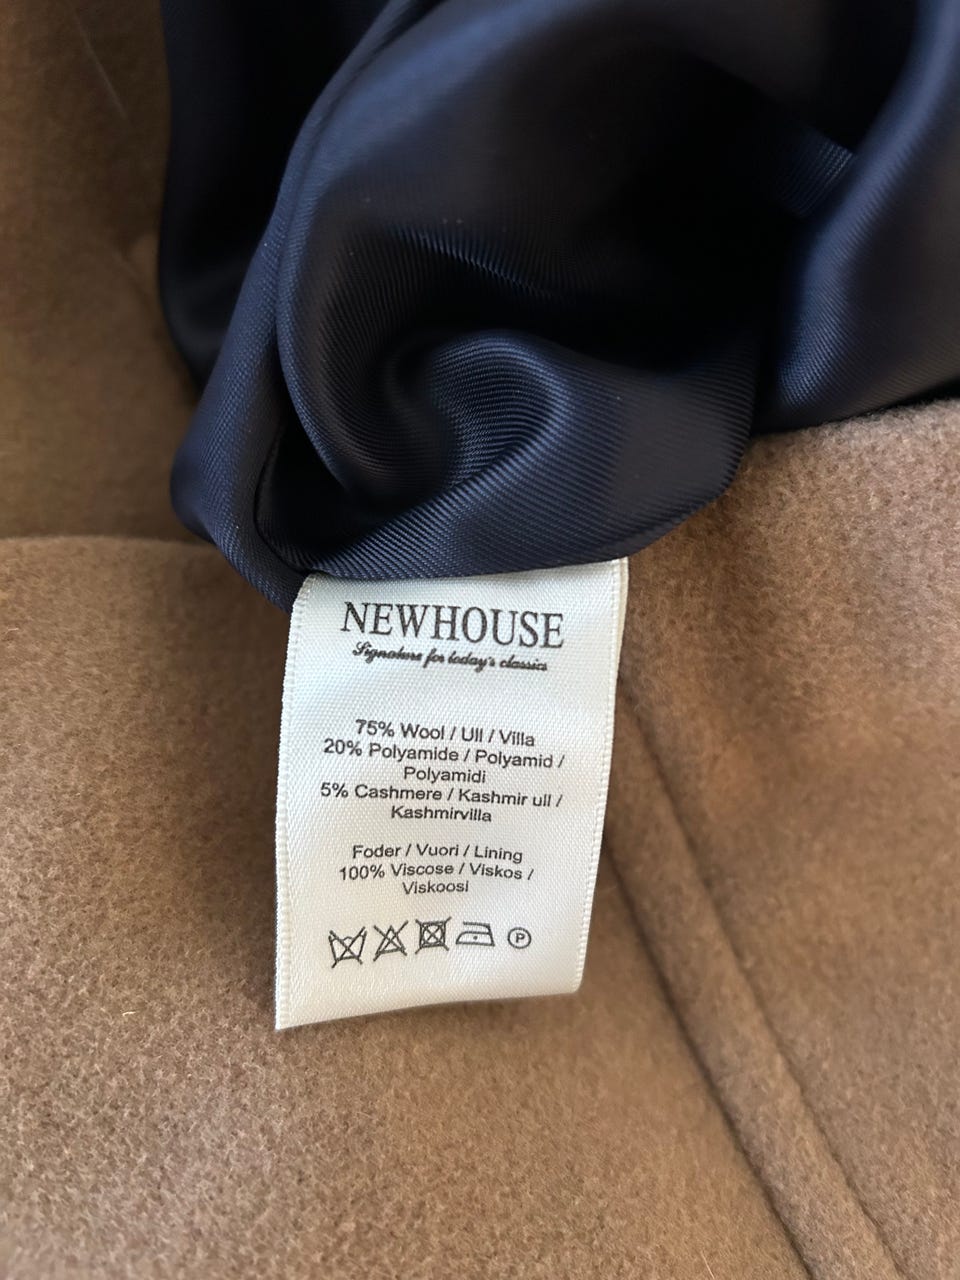 NEWHOUSE
Signature for today's classics
75% Wool / Ull / Villa
20% Polyamide / Polyamid /
Polyamidi
5% Cashmere / Kashmir ull /
Kashmirvilla
Foder / Vuori / Lining
100% Viscose / Viskos /
Viskoosi
P